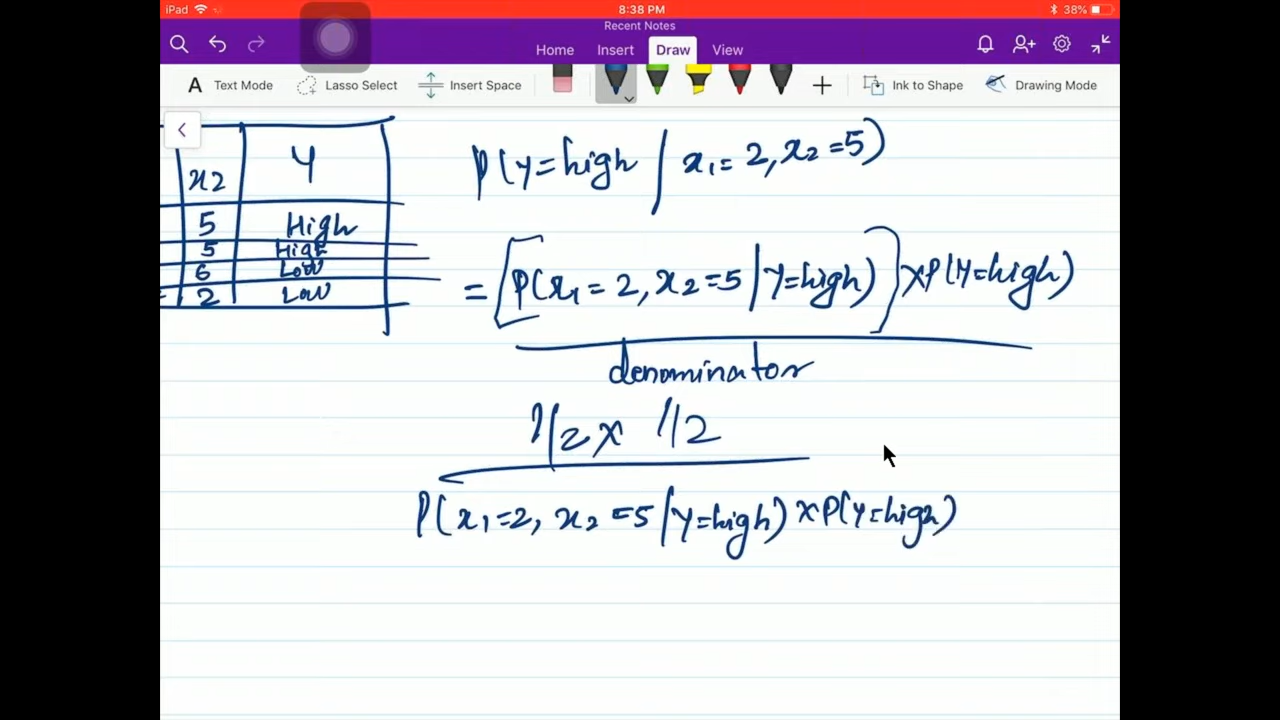 iPad 8:38 PM 38%
Recent Notes
Home Insert Draw View
A Text Mode Lasso Select Insert Space Ink to Shape Drawing Mode
x2 Y
5 High
5 High
6 Low
2 Low
P(Y=high | x1=2, x2=5)
= [P(x1=2, x2=5 | Y=high)] x P(Y=high)
denominator
1/2 x 1/2
P(x1=2, x2=5 | Y=high) x P(Y=high)